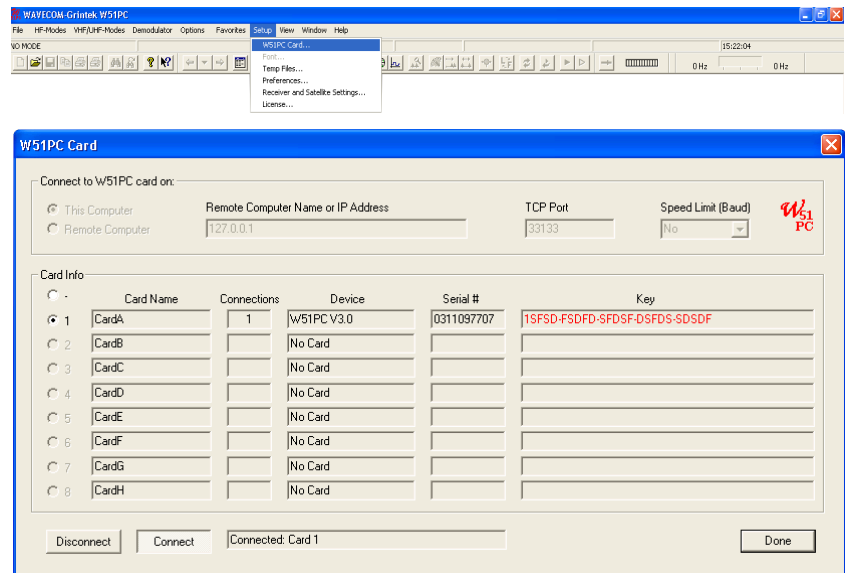 WAVECOM-Grintek W51PC
File HF-Modes VHF/UHF-Modes Demodulator Options Favorites Setup View Window Help
NO MODE 15:22:04
0 Hz 0 Hz
W51PC Card...
Font...
Temp Files...
Preferences...
Receiver and Satellite Settings...
License...
W51PC Card
Connect to W51PC card on:
This Computer Remote Computer Name or IP Address TCP Port Speed Limit (Baud)
Remote Computer 127.0.0.1 33133 No
W51 PC
Card Info
- Card Name Connections Device Serial # Key
1 CardA 1 W51PC V3.0 0311097707 1SFSD-FSDFD-SFDSF-DSFDS-SDSDF
2 CardB No Card
3 CardC No Card
4 CardD No Card
5 CardE No Card
6 CardF No Card
7 CardG No Card
8 CardH No Card
Disconnect Connect Connected: Card 1 Done